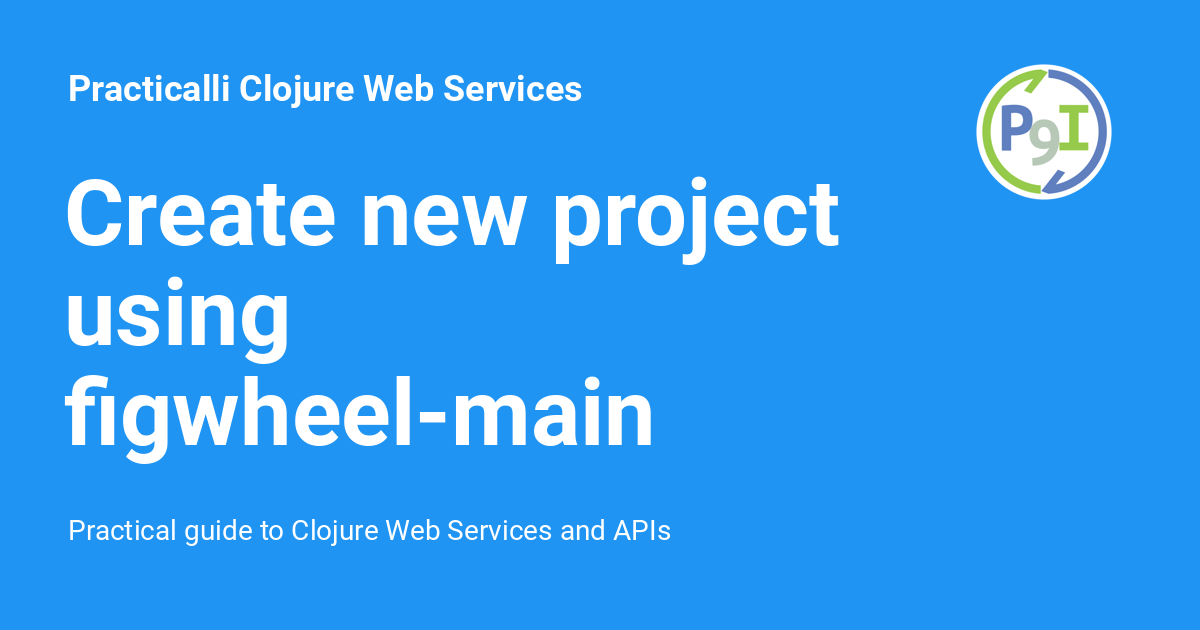 Practicalli Clojure Web Services
P9I
Create new project
using
figwheel-main
Practical guide to Clojure Web Services and APIs